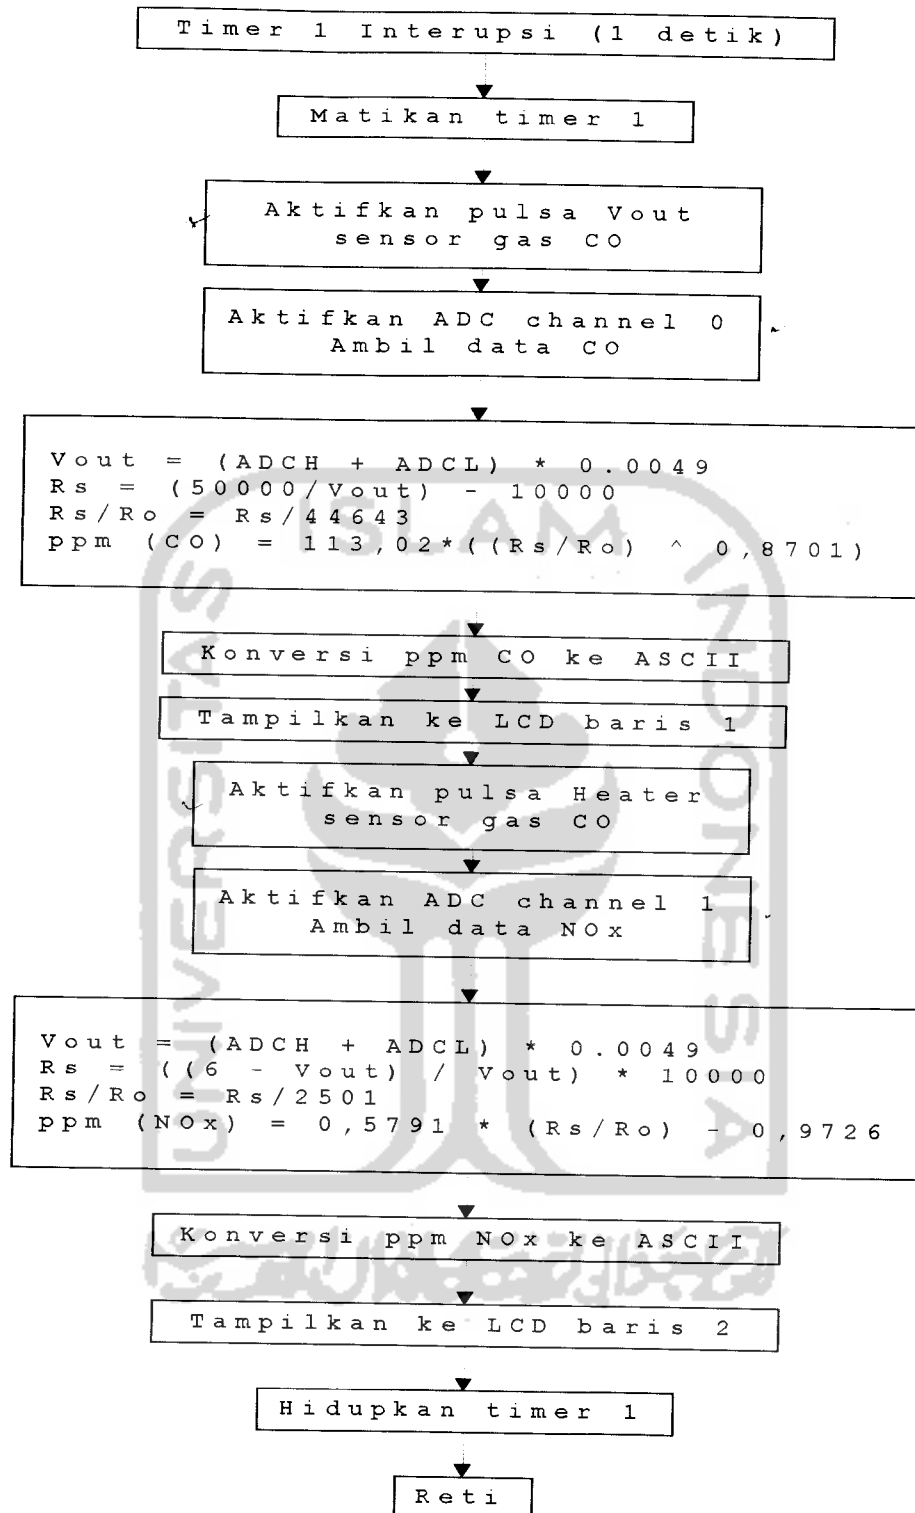 Timer 1 Interupsi (1 detik)
Matikan timer 1
Aktifkan pulsa Vout
sensor gas CO
Aktifkan ADC channel 0
Ambil data CO
Vout = (ADCH + ADCL) * 0.0049
Rs = (50000/Vout) - 10000
Rs/Ro = Rs/44643
ppm (CO) = 113,02*((Rs/Ro) ^ 0,8701)
Konversi ppm CO ke ASCII
Tampilkan ke LCD baris 1
Aktifkan pulsa Heater
sensor gas CO
Aktifkan ADC channel 1
Ambil data NOx
Vout = (ADCH + ADCL) * 0.0049
Rs = ((6 - Vout) / Vout) * 10000
Rs/Ro = Rs/2501
ppm (NOx) = 0,5791 * (Rs/Ro) - 0,9726
Konversi ppm NOx ke ASCII
Tampilkan ke LCD baris 2
Hidupkan timer 1
Reti
UNIVERSITAS
ISLAM
INDONESIA